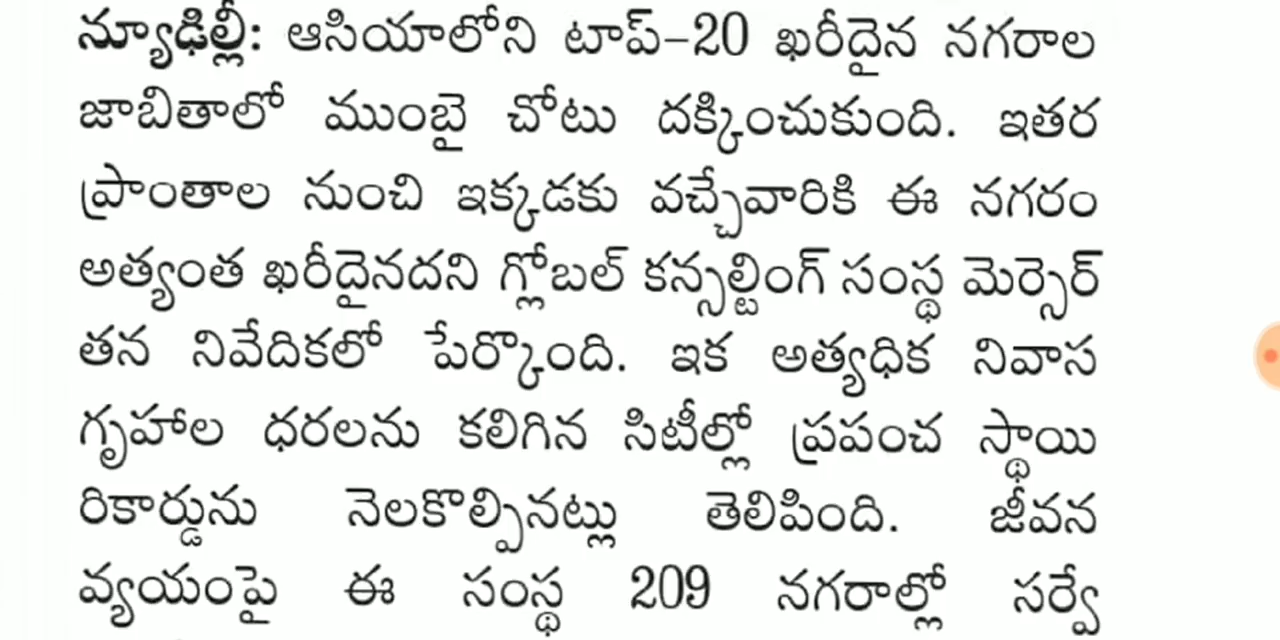 న్యూఢిల్లీ: ఆసియాలోని టాప్–20 ఖరీదైన నగరాల
జాబితాలో ముంబై చోటు దక్కించుకుంది. ఇతర
ప్రాంతాల నుంచి ఇక్కడకు వచ్చేవారికి ఈ నగరం
అత్యంత ఖరీదైనదని గ్లోబల్ కన్సల్టింగ్ సంస్థ మెర్సెర్
తన నివేదికలో పేర్కొంది. ఇక అత్యధిక నివాస
గృహాల ధరలను కలిగిన సిటీల్లో ప్రపంచ స్థాయి
రికార్డును నెలకొల్పినట్లు తెలిపింది. జీవన
వ్యయంపై ఈ సంస్థ 209 నగరాల్లో సర్వే